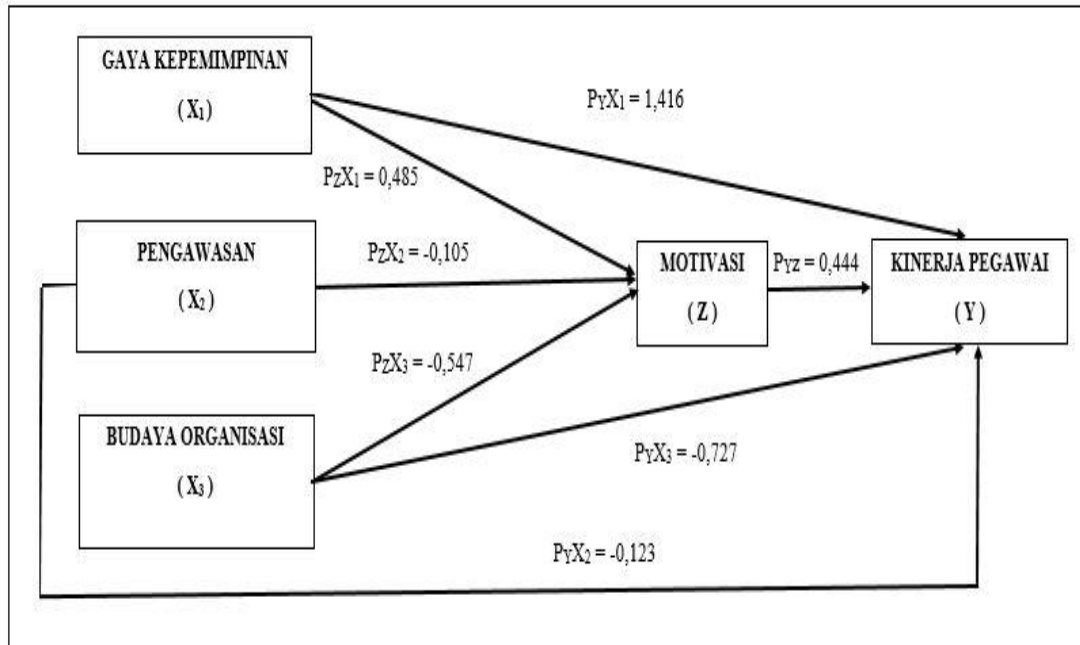 GAYA KEPEMIMPINAN
( X₁ )
PYX₁ = 1,416
PZX₁ = 0,485
PENGAWASAN
( X₂ )
PZX₂ = -0,105
MOTIVASI
( Z )
PYZ = 0,444
KINERJA PEGAWAI
( Y )
PZX₃ = -0,547
BUDAYA ORGANISASI
( X₃ )
PYX₃ = -0,727
PYX₂ = -0,123